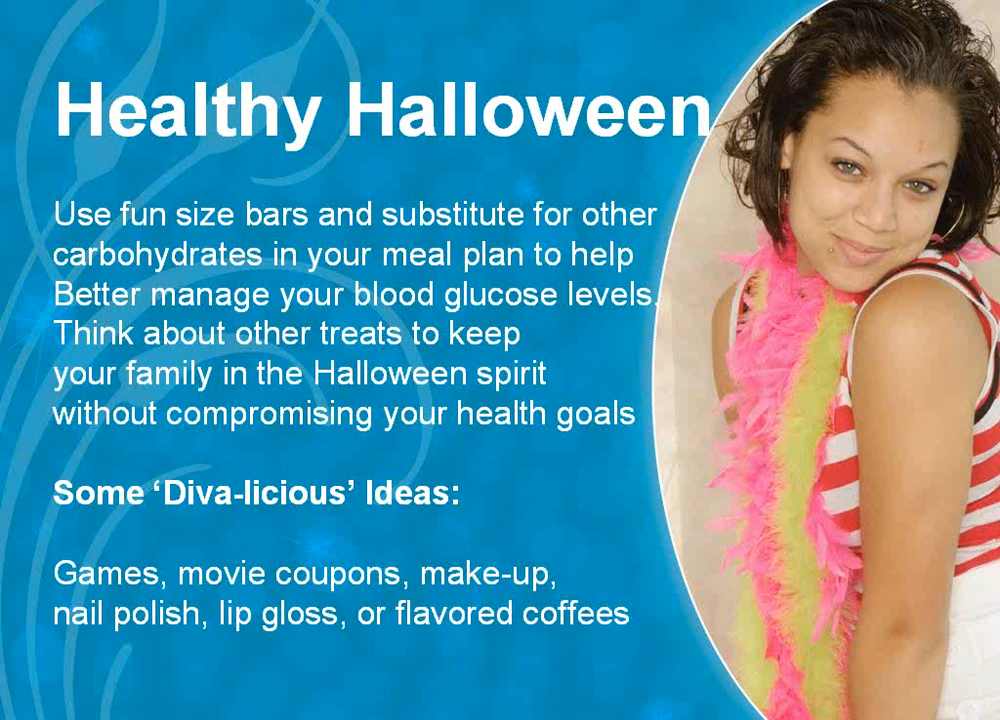 Healthy Halloween
Use fun size bars and substitute for other
carbohydrates in your meal plan to help
Better manage your blood glucose levels.
Think about other treats to keep
your family in the Halloween spirit
without compromising your health goals
Some ‘Diva-licious’ Ideas:
Games, movie coupons, make-up,
nail polish, lip gloss, or flavored coffees